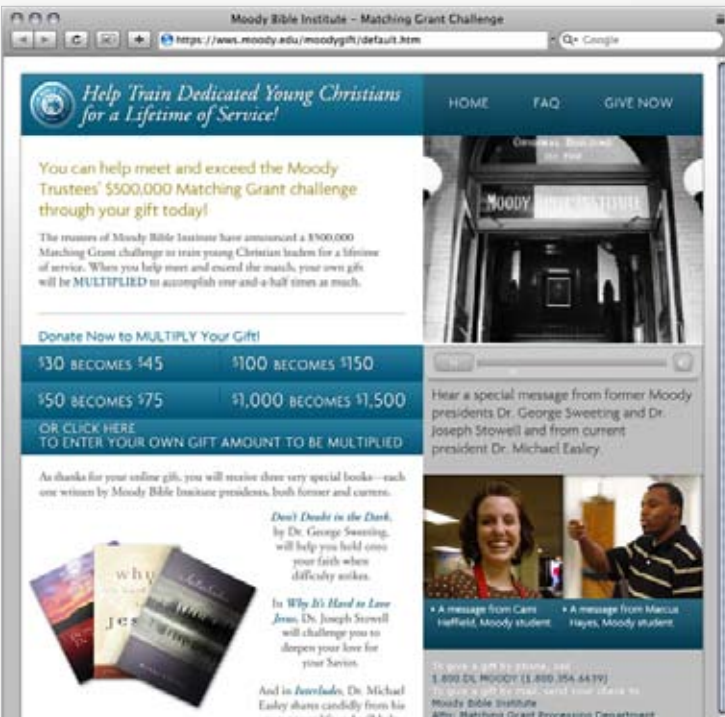 Moody Bible Institute – Matching Grant Challenge
https://wws.moody.edu/moodygift/default.htm
Google
Help Train Dedicated Young Christians
for a Lifetime of Service!
HOME
FAQ
GIVE NOW
You can help meet and exceed the Moody
Trustees' $500,000 Matching Grant challenge
through your gift today!
The trustees of Moody Bible Institute have announced a $500,000
Matching Grant challenge to train young Christian leaders for a lifetime
of service. When you help meet and exceed the match, your own gift
will be MULTIPLIED to accomplish one-and-a-half times as much.
Donate Now to MULTIPLY Your Gift!
$30 BECOMES $45
$100 BECOMES $150
$50 BECOMES $75
$1,000 BECOMES $1,500
OR CLICK HERE
TO ENTER YOUR OWN GIFT AMOUNT TO BE MULTIPLIED
ORIGINAL BUILDING
MOODY BIBLE INSTITUTE
Hear a special message from former Moody
presidents Dr. George Sweeting and Dr.
Joseph Stowell and from current
president Dr. Michael Easley.
As thanks for your online gift, you will receive three very special books—each
one written by Moody Bible Institute presidents, both former and current.
Don't Doubt in the Dark,
by Dr. George Sweeting,
will help you hold onto
your faith when
difficulty strikes.
In Why It's Hard to Love
Jesus, Dr. Joseph Stowell
will challenge you to
deepen your love for
your Savior.
And in Interludes, Dr. Michael
Easley shares candidly from his
why
jes
A message from Cami
Heffield, Moody student
A message from Marcus
Hayes, Moody student
To give a gift by phone, call
1.800.DL MOODY (1.800.356.6639)
To give a gift by mail, send your check to
Moody Bible Institute
Attn: Matching Grant Processing Department